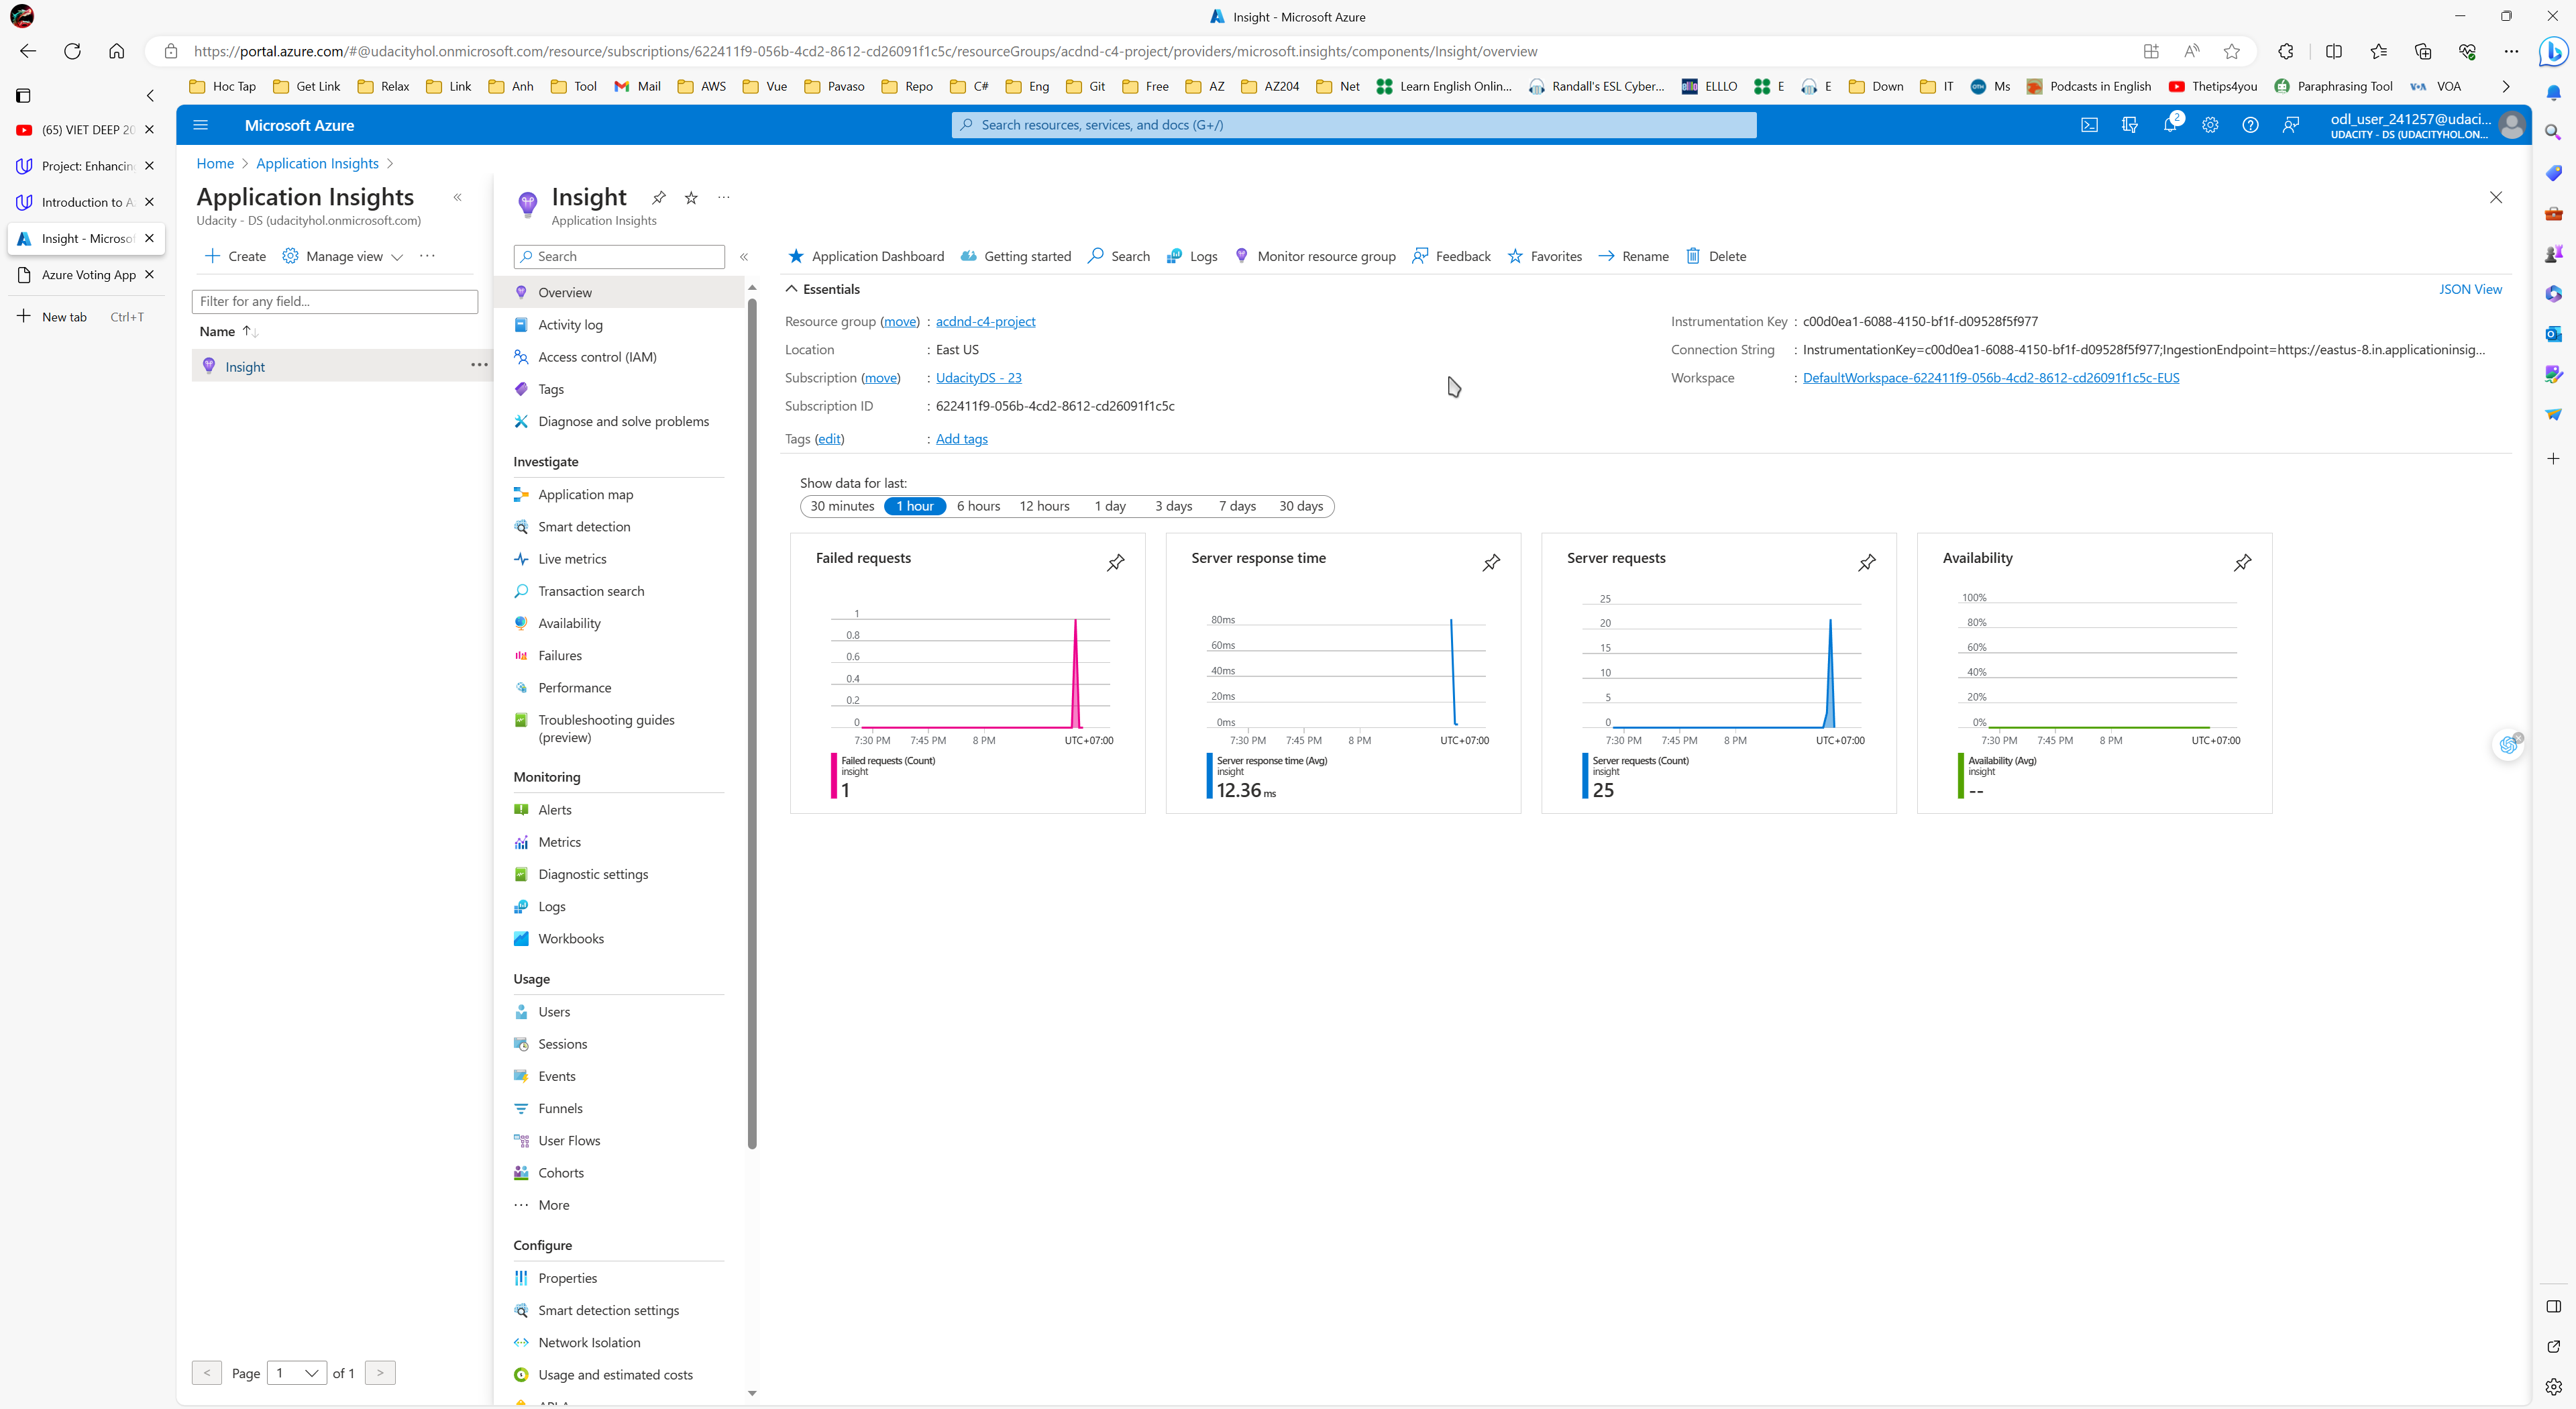 Insight - Microsoft Azure
https://portal.azure.com/#@udacityhol.onmicrosoft.com/resource/subscriptions/622411f9-056b-4cd2-8612-cd26091f1c5c/resourceGroups/acdnd-c4-project/providers/microsoft.insights/components/Insight/overview
Hoc Tap Get Link Relax Link Anh Tool Mail AWS Vue Pavaso Repo C# Eng Git Free AZ AZ204 Net Learn English Onlin... Randall's ESL Cyber... ELLLO E E Down IT Ms Podcasts in English Thetips4you Paraphrasing Tool VOA
(65) VIET DEEP 20
Project: Enhancin
Introduction to A
Insight - Microsof
Azure Voting App
New tab Ctrl+T
Microsoft Azure
Search resources, services, and docs (G+/)
2
odl_user_241257@udaci...
UDACITY - DS (UDACITYHOL.ON...
Home > Application Insights >
Application Insights
Udacity - DS (udacityhol.onmicrosoft.com)
Create Manage view ...
Filter for any field...
Name
Insight
< Page 1 of 1 >
Insight
Application Insights
Search
Overview
Activity log
Access control (IAM)
Tags
Diagnose and solve problems
Investigate
Application map
Smart detection
Live metrics
Transaction search
Availability
Failures
Performance
Troubleshooting guides
(preview)
Monitoring
Alerts
Metrics
Diagnostic settings
Logs
Workbooks
Usage
Users
Sessions
Events
Funnels
User Flows
Cohorts
More
Configure
Properties
Smart detection settings
Network Isolation
Usage and estimated costs
Application Dashboard Getting started Search Logs Monitor resource group Feedback Favorites Rename Delete
Essentials
JSON View
Resource group (move) : acdnd-c4-project
Location : East US
Subscription (move) : UdacityDS - 23
Subscription ID : 622411f9-056b-4cd2-8612-cd26091f1c5c
Tags (edit) : Add tags
Instrumentation Key : c00d0ea1-6088-4150-bf1f-d09528f5f977
Connection String : InstrumentationKey=c00d0ea1-6088-4150-bf1f-d09528f5f977;IngestionEndpoint=https://eastus-8.in.applicationinsig...
Workspace : DefaultWorkspace-622411f9-056b-4cd2-8612-cd26091f1c5c-EUS
Show data for last:
30 minutes 1 hour 6 hours 12 hours 1 day 3 days 7 days 30 days
Failed requests
1
0.8
0.6
0.4
0.2
0
7:30 PM 7:45 PM 8 PM UTC+07:00
Failed requests (Count)
insight
1
Server response time
80ms
60ms
40ms
20ms
0ms
7:30 PM 7:45 PM 8 PM UTC+07:00
Server response time (Avg)
insight
12.36 ms
Server requests
25
20
15
10
5
0
7:30 PM 7:45 PM 8 PM UTC+07:00
Server requests (Count)
insight
25
Availability
100%
80%
60%
40%
20%
0%
7:30 PM 7:45 PM 8 PM UTC+07:00
Availability (Avg)
insight
--